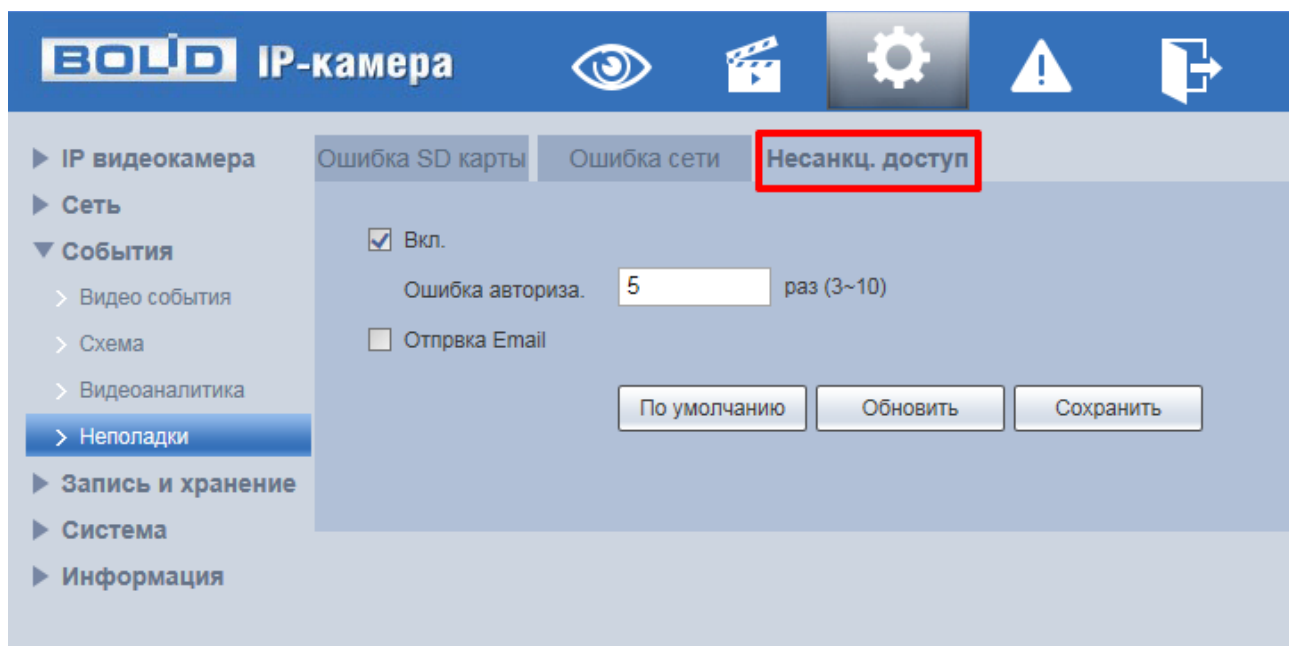 BOLID IP-камера
IP видеокамера
Сеть
События
Видео события
Схема
Видеоаналитика
Неполадки
Запись и хранение
Система
Информация
Ошибка SD карты Ошибка сети Несанкц. доступ
Вкл.
Ошибка авториза. 5 раз (3~10)
Отпрвка Email
По умолчанию Обновить Сохранить